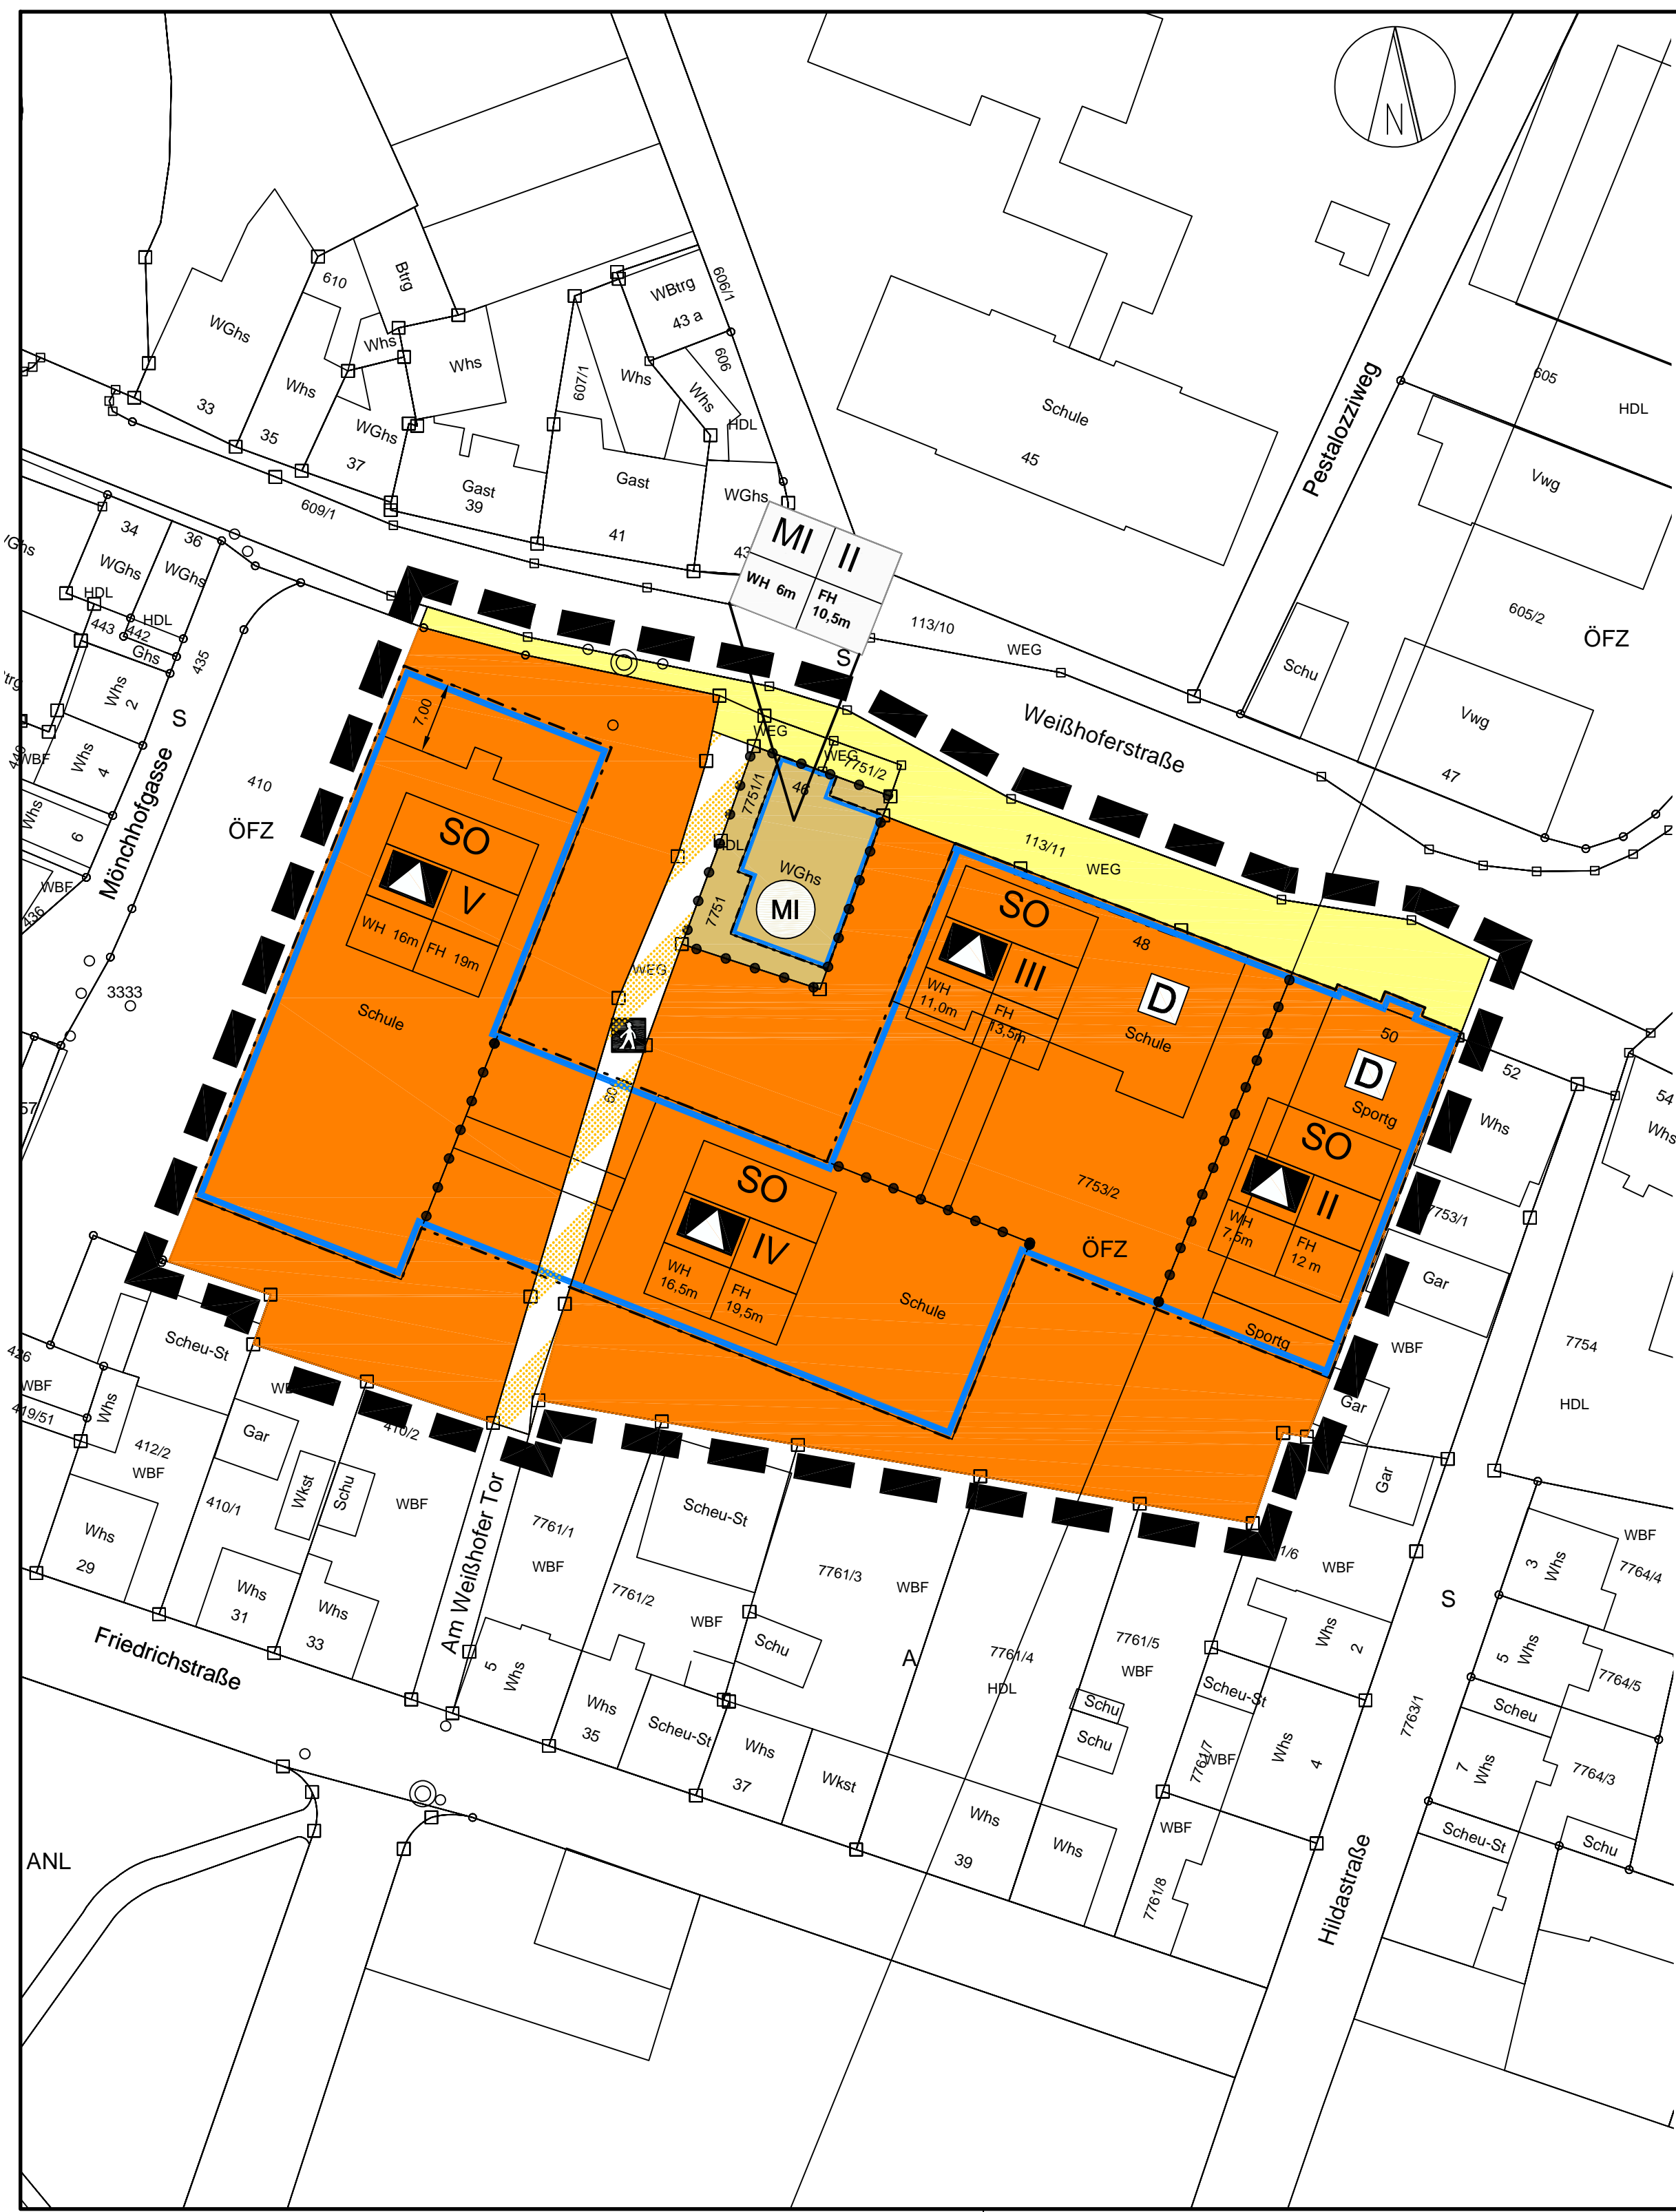 N
606/1
610
Btrg
WBtrg
43 a
WGhs
Whs
Whs
607/1
Whs
606
Whs
Whs
605
HDL
Pestalozziweg
33
35
WGhs
37
HDL
Schule
45
Vwg
Gast
39
Gast
41
WGhs
43
609/1
34
36
WGhs
WGhs
HDL
HDL
443
442
Ghs
435
MI
II
WH 6m
FH
10,5m
113/10
WEG
605/2
ÖFZ
Schu
S
Whs
2
S
7,00
WEG
WEG
7751/2
Weißhoferstraße
Vwg
47
WBF
Whs
4
Mönchhofgasse
410
ÖFZ
7751/1
46
HDL
WGhs
MI
7751
Whs
6
WBF
436
SO
V
WH 16m
FH 19m
Schule
113/11
WEG
SO
III
WH
11,0m
FH
13,5m
48
D
Schule
WEG
3333
50
D
Sportg
52
Whs
54
Whs
57
60
SO
IV
WH
16,5m
FH
19,5m
Schule
7753/2
ÖFZ
SO
II
WH
7,5m
FH
12 m
Sportg
7753/1
Gar
WBF
7754
HDL
426
WBF
419/51
Scheu-St
Whs
412/2
WBF
Gar
410/2
Gar
Gar
Wkst
Schu
WBF
410/1
Whs
29
Whs
31
Whs
33
Am Weißhofer Tor
7761/1
WBF
Scheu-St
7761/2
WBF
7761/3
WBF
Schu
WBF
S
3
Whs
WBF
7764/4
Friedrichstraße
5
Whs
Whs
35
Scheu-St
Whs
37
Wkst
A
7761/4
HDL
7761/5
WBF
Schu
Schu
Scheu-St
Whs
2
7761/7
WBF
Whs
4
7763/1
5
Whs
7764/5
Scheu
7
Whs
7764/3
Scheu-St
Schu
Whs
39
Whs
WBF
7761/8
ANL
Hildastraße